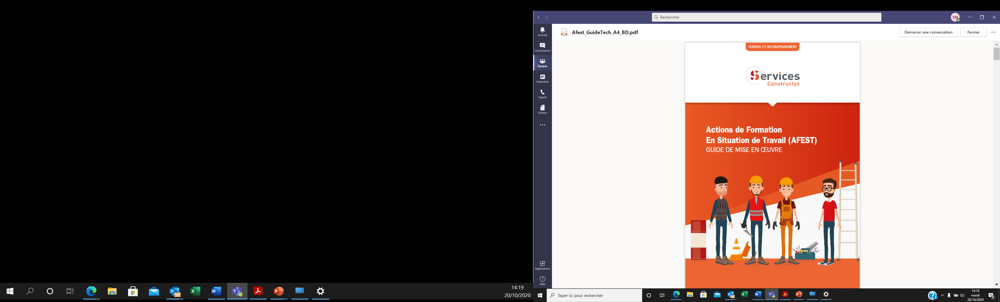 14:19
20/10/2020
Rechercher
SM
Activité
Conversation
Équipes
Calendrier
Appels
Fichiers
Applications
Aide
Afest_GuideTech_A4_BD.pdf
Démarrer une conversation
Fermer
CONSEIL ET ACCOMPAGNEMENT
Services
Constructys
Actions de Formation
En Situation de Travail (AFEST)
GUIDE DE MISE EN ŒUVRE
Taper ici pour rechercher
14:19
mardi
20/10/2020
6